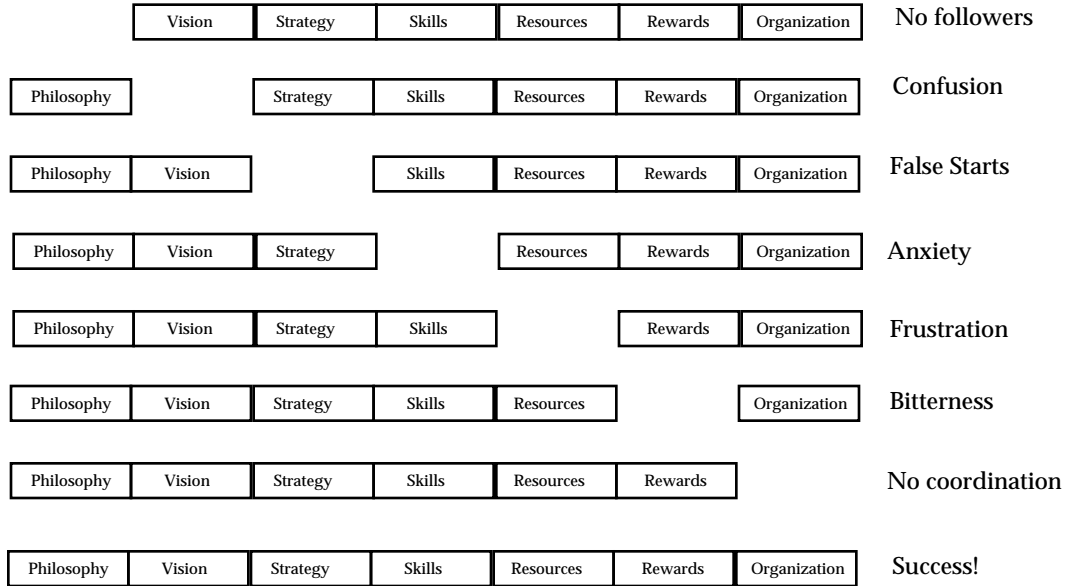 Vision Strategy Skills Resources Rewards Organization No followers
Philosophy Strategy Skills Resources Rewards Organization Confusion
Philosophy Vision Skills Resources Rewards Organization False Starts
Philosophy Vision Strategy Resources Rewards Organization Anxiety
Philosophy Vision Strategy Skills Rewards Organization Frustration
Philosophy Vision Strategy Skills Resources Organization Bitterness
Philosophy Vision Strategy Skills Resources Rewards No coordination
Philosophy Vision Strategy Skills Resources Rewards Organization Success!